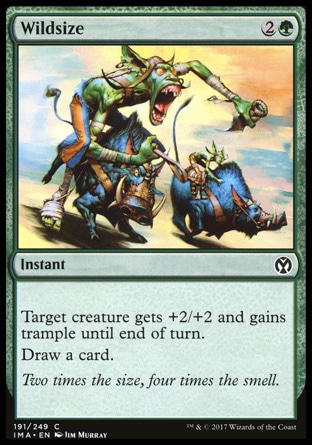 Wildsize 2
Instant
Target creature gets +2/+2 and gains
trample until end of turn.
Draw a card.
Two times the size, four times the smell.
191/249 C
IMA • EN Jim Murray ™ & © 2017 Wizards of the Coast